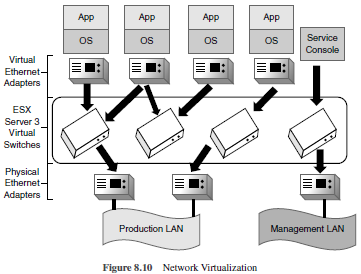 App App App App
OS OS OS OS
Service
Console
Virtual
Ethernet
Adapters
ESX
Server 3
Virtual
Switches
Physical
Ethernet
Adapters
Production LAN
Management LAN
Figure 8.10 Network Virtualization